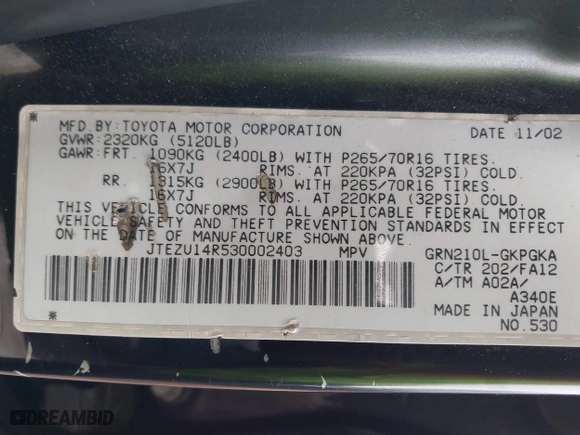 MFD.BY:TOYOTA MOTOR CORPORATION DATE 11/02
GVWR:2320KG (5120LB)
GAWR:FRT. 1090KG (2400LB) WITH P265/70R16 TIRES.
16X7J RIMS. AT 220KPA (32PSI) COLD.
RR. 1315KG (2900LB) WITH P265/70R16 TIRES.
16X7J RIMS. AT 220KPA (32PSI) COLD.
THIS VEHICLE CONFORMS TO ALL APPLICABLE FEDERAL MOTOR
VEHICLE SAFETY AND THEFT PREVENTION STANDARDS IN EFFECT
ON THE DATE OF MANUFACTURE SHOWN ABOVE.
JTEZU14R530002403 MPV GRN210L-GKPGKA
C/TR 202/FA12
A/TM A02A/
A340E
MADE IN JAPAN
NO.530
DREAMBID